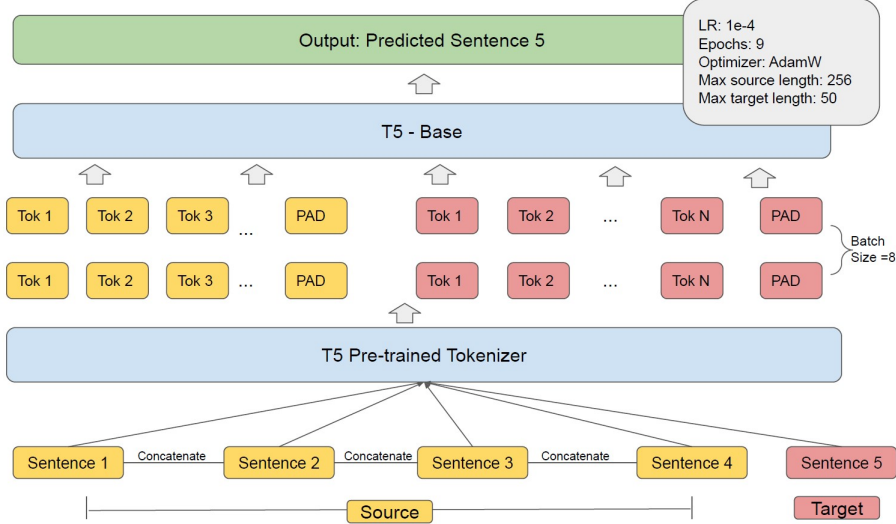 Output: Predicted Sentence 5
LR: 1e-4
Epochs: 9
Optimizer: AdamW
Max source length: 256
Max target length: 50
T5 - Base
Tok 1 Tok 2 Tok 3 ... PAD Tok 1 Tok 2 ... Tok N PAD
Batch
Size =8
Tok 1 Tok 2 Tok 3 ... PAD Tok 1 Tok 2 ... Tok N PAD
T5 Pre-trained Tokenizer
Sentence 1 Concatenate Sentence 2 Concatenate Sentence 3 Concatenate Sentence 4 Sentence 5
Source Target